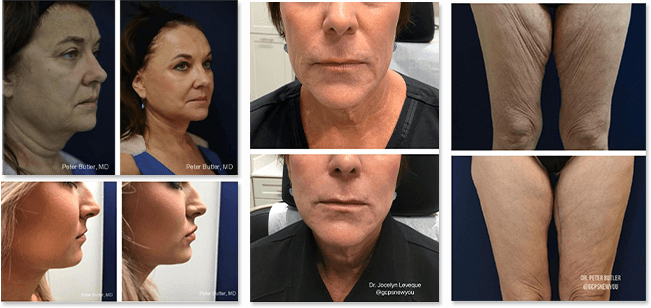 Peter Butler, MD
Peter Butler, MD
Peter Butler, MD
Peter Butler, MD
Dr. Jocelyn Leveque
@gcpsnewyou
DR. PETER BUTLER
@GCPSNEWYOU